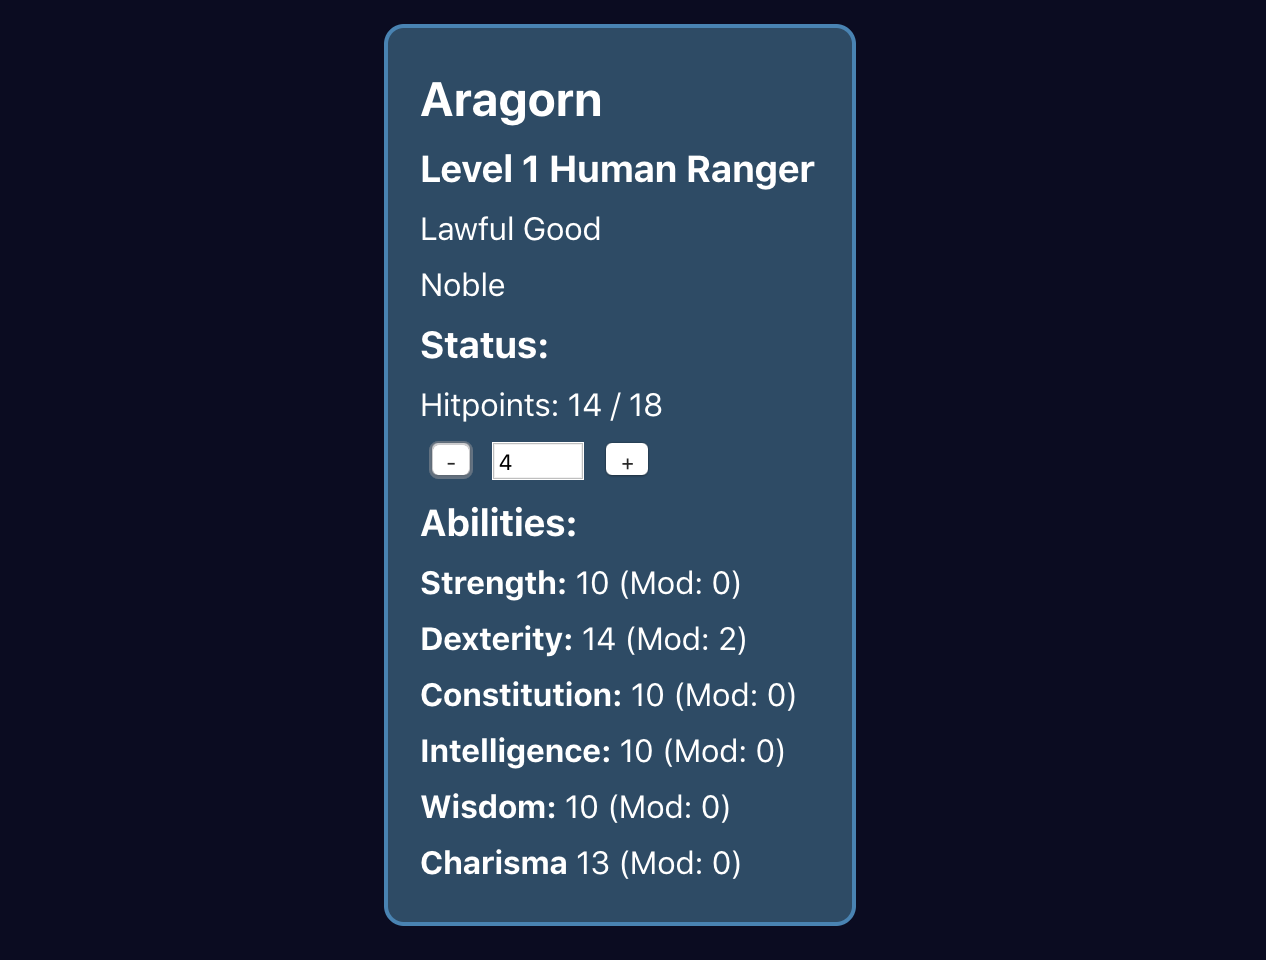 Aragorn
Level 1 Human Ranger
Lawful Good
Noble
Status:
Hitpoints: 14 / 18
- 4 +
Abilities:
Strength: 10 (Mod: 0)
Dexterity: 14 (Mod: 2)
Constitution: 10 (Mod: 0)
Intelligence: 10 (Mod: 0)
Wisdom: 10 (Mod: 0)
Charisma 13 (Mod: 0)